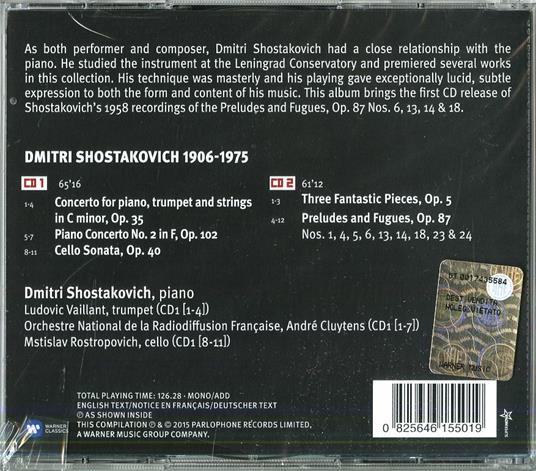 As both performer and composer, Dmitri Shostakovich had a close relationship with the
piano. He studied the instrument at the Leningrad Conservatory and premiered several works
in this collection. His technique was masterly and his playing gave exceptionally lucid, subtle
expression to both the form and content of his music. This album brings the first CD release of
Shostakovich's 1958 recordings of the Preludes and Fugues, Op. 87 Nos. 6, 13, 14 & 18.
DMITRI SHOSTAKOVICH 1906-1975
CD 1 65'16
1-4 Concerto for piano, trumpet and strings
in C minor, Op. 35
5-7 Piano Concerto No. 2 in F, Op. 102
8-11 Cello Sonata, Op. 40
CD 2 61'12
1-3 Three Fantastic Pieces, Op. 5
4-12 Preludes and Fugues, Op. 87
Nos. 1, 4, 5, 6, 13, 14, 18, 23 & 24
Dmitri Shostakovich, piano
Ludovic Vaillant, trumpet (CD1 [1-4])
Orchestre National de la Radiodiffusion Française, André Cluytens (CD1 [1-7])
Mstislav Rostropovich, cello (CD1 [8-11])
DEST.VENDITA
NOLEG.VIETATO
WARNER MUSIC
WARNER
CLASSICS
TOTAL PLAYING TIME: 126.28 - MONO/ADD
ENGLISH TEXT/NOTICE EN FRANÇAIS/DEUTSCHER TEXT
℗ AS SHOWN INSIDE
THIS COMPILATION ℗ & © 2015 PARLOPHONE RECORDS LIMITED,
A WARNER MUSIC GROUP COMPANY.
0 825646 155019